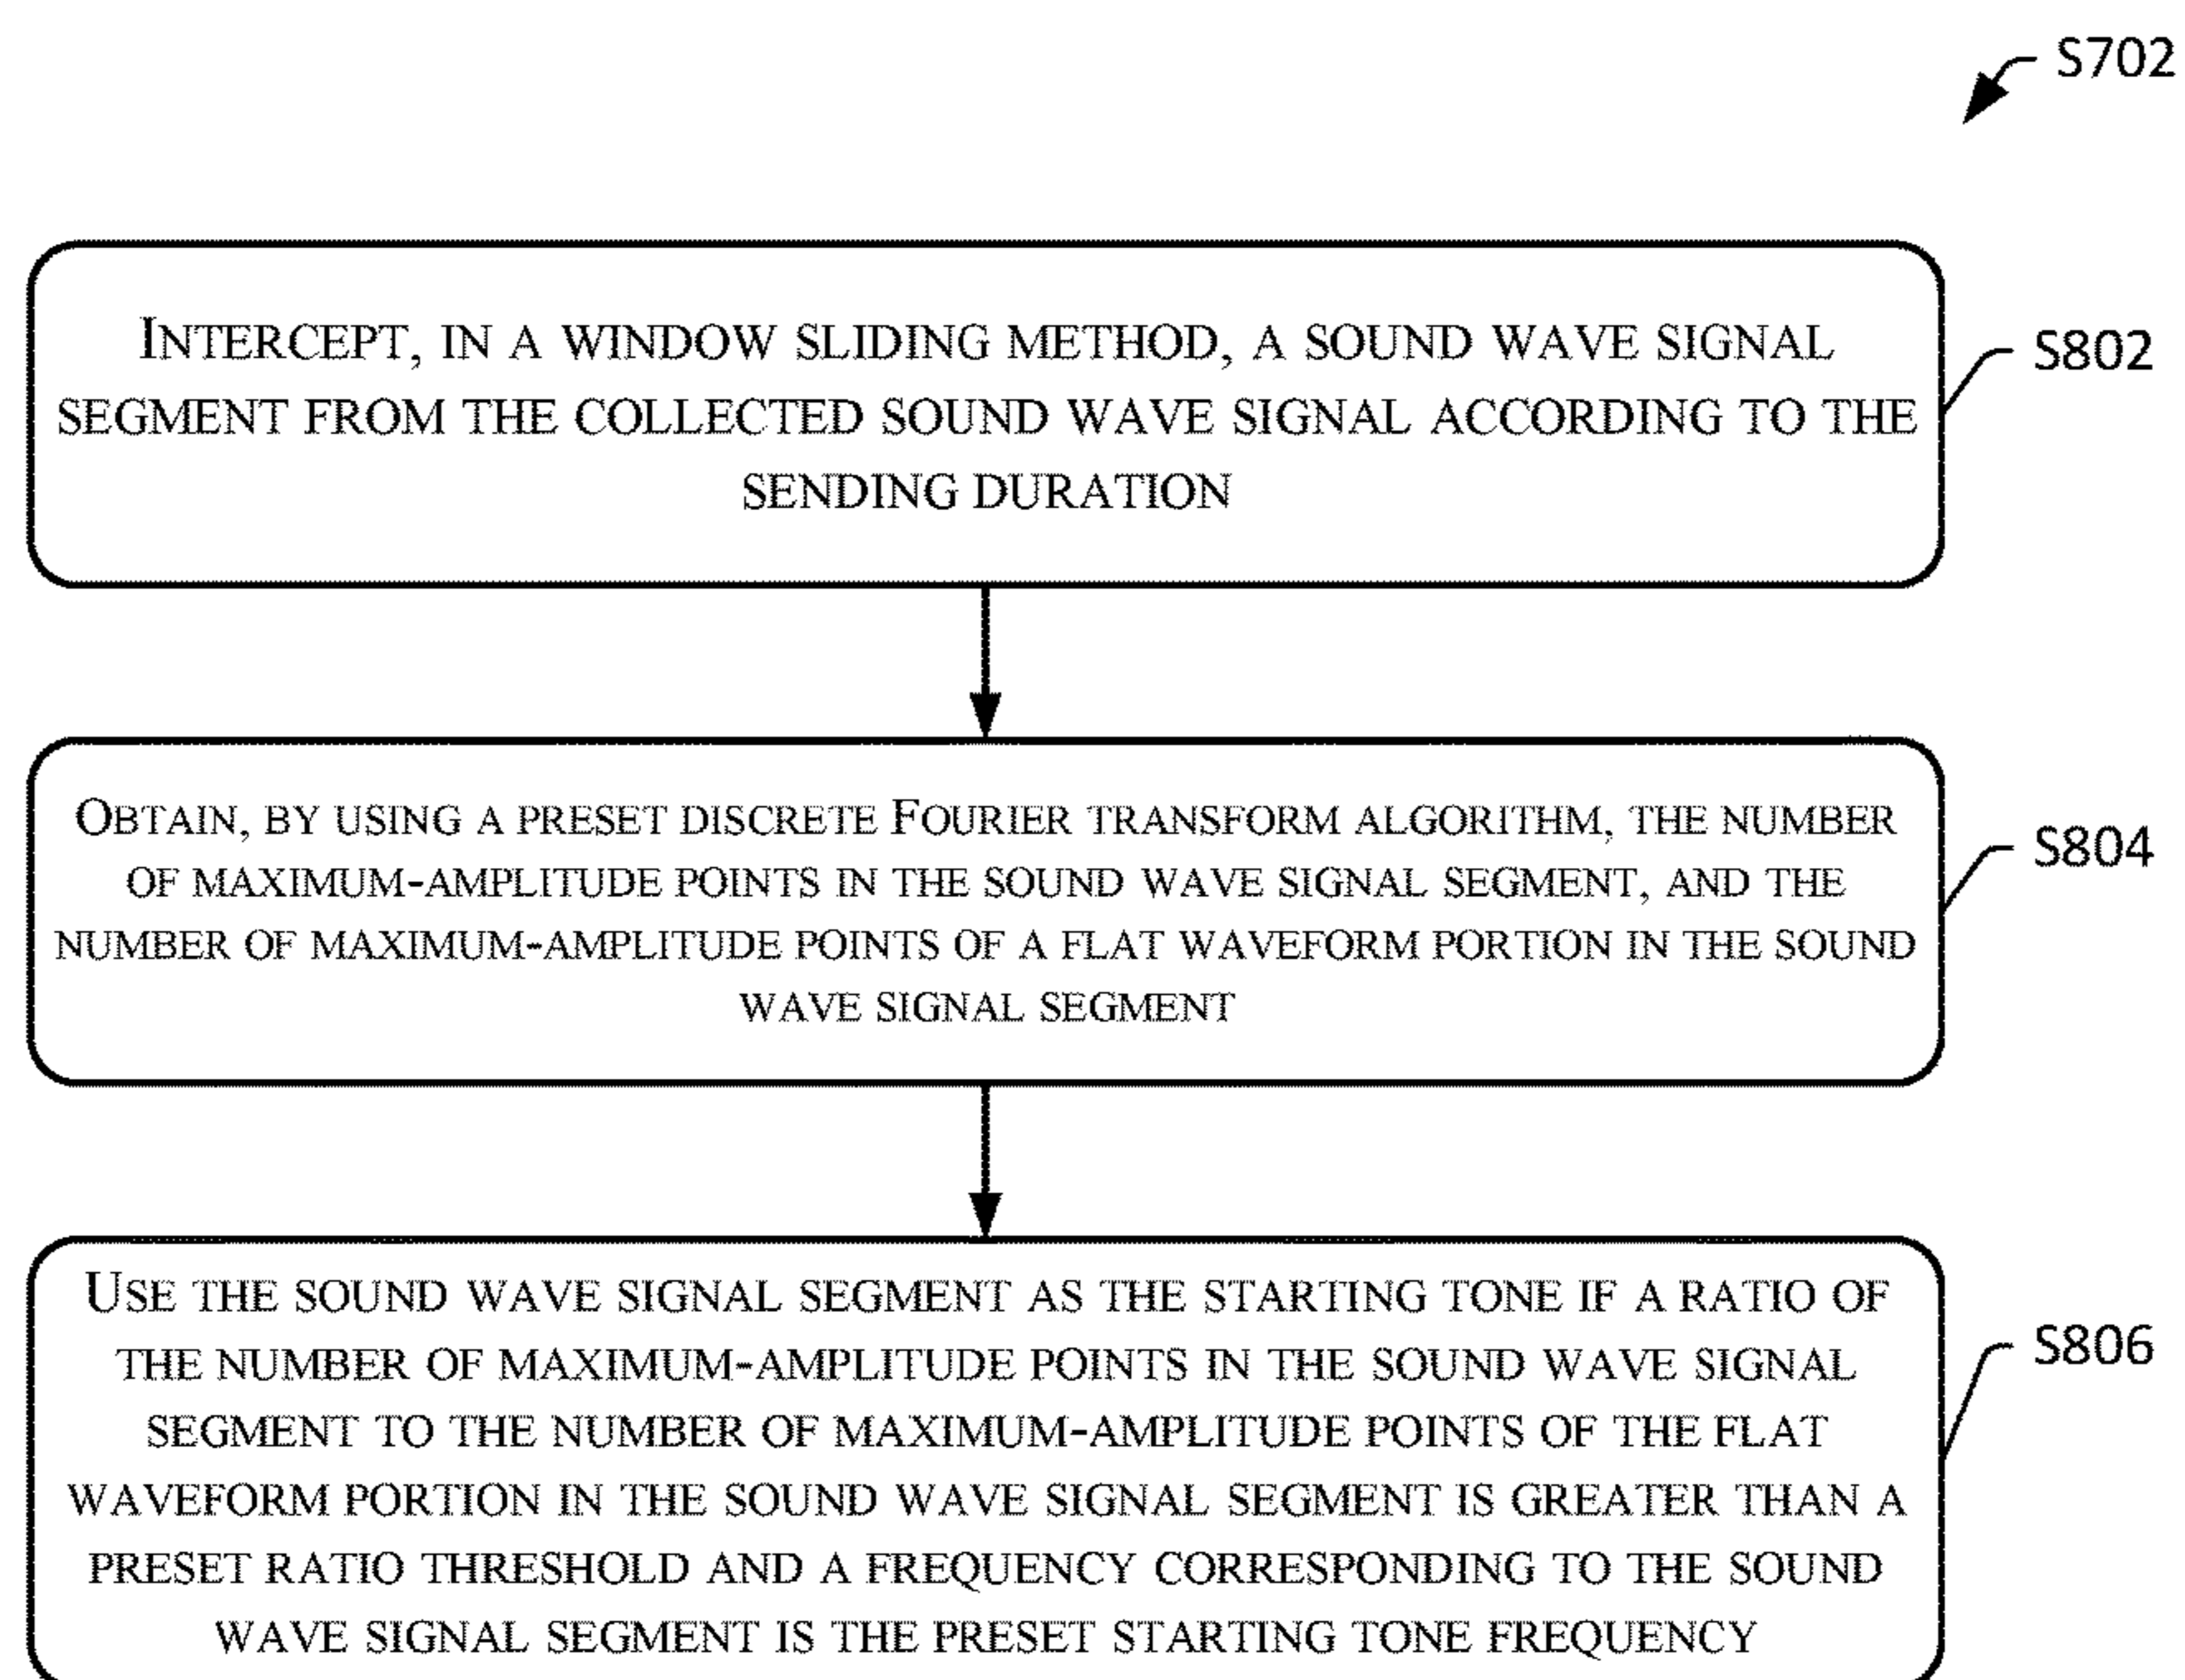 S702
INTERCEPT, IN A WINDOW SLIDING METHOD, A SOUND WAVE SIGNAL
SEGMENT FROM THE COLLECTED SOUND WAVE SIGNAL ACCORDING TO THE
SENDING DURATION
S802
OBTAIN, BY USING A PRESET DISCRETE FOURIER TRANSFORM ALGORITHM, THE NUMBER
OF MAXIMUM-AMPLITUDE POINTS IN THE SOUND WAVE SIGNAL SEGMENT, AND THE
NUMBER OF MAXIMUM-AMPLITUDE POINTS OF A FLAT WAVEFORM PORTION IN THE SOUND
WAVE SIGNAL SEGMENT
S804
USE THE SOUND WAVE SIGNAL SEGMENT AS THE STARTING TONE IF A RATIO OF
THE NUMBER OF MAXIMUM-AMPLITUDE POINTS IN THE SOUND WAVE SIGNAL
SEGMENT TO THE NUMBER OF MAXIMUM-AMPLITUDE POINTS OF THE FLAT
WAVEFORM PORTION IN THE SOUND WAVE SIGNAL SEGMENT IS GREATER THAN A
PRESET RATIO THRESHOLD AND A FREQUENCY CORRESPONDING TO THE SOUND
WAVE SIGNAL SEGMENT IS THE PRESET STARTING TONE FREQUENCY
S806